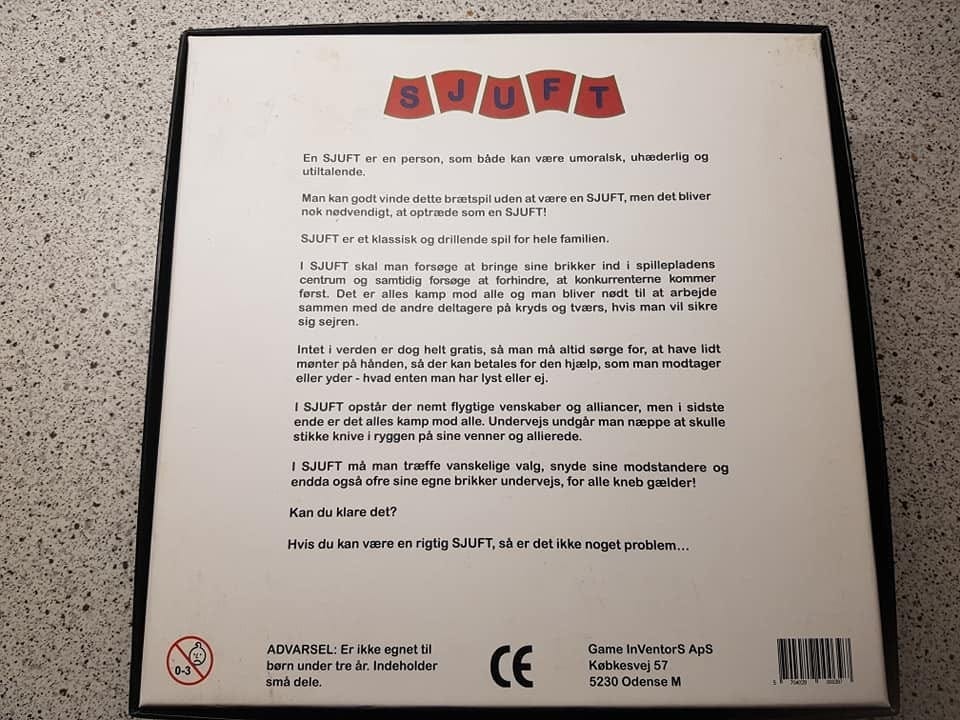 SJUFT
En SJUFT er en person, som både kan være umoralsk, uhæderlig og
utiltalende.
Man kan godt vinde dette brætspil uden at være en SJUFT, men det bliver
nok nødvendigt, at optræde som en SJUFT!
SJUFT er et klassisk og drillende spil for hele familien.
I SJUFT skal man forsøge at bringe sine brikker ind i spillepladens
centrum og samtidig forsøge at forhindre, at konkurrenterne kommer
først. Det er alles kamp mod alle og man bliver nødt til at arbejde
sammen med de andre deltagere på kryds og tværs, hvis man vil sikre
sig sejren.
Intet i verden er dog helt gratis, så man må altid sørge for, at have lidt
mønter på hånden, så der kan betales for den hjælp, som man modtager
eller yder - hvad enten man har lyst eller ej.
I SJUFT opstår der nemt flygtige venskaber og alliancer, men i sidste
ende er det alles kamp mod alle. Undervejs undgår man næppe at skulle
stikke knive i ryggen på sine venner og allierede.
I SJUFT må man træffe vanskelige valg, snyde sine modstandere og
endda også ofre sine egne brikker undervejs, for alle kneb gælder!
Kan du klare det?
Hvis du kan være en rigtig SJUFT, så er det ikke noget problem...
0-3
ADVARSEL: Er ikke egnet til
børn under tre år. Indeholder
små dele.
CE
Game InVentorS ApS
Købkesvej 57
5230 Odense M